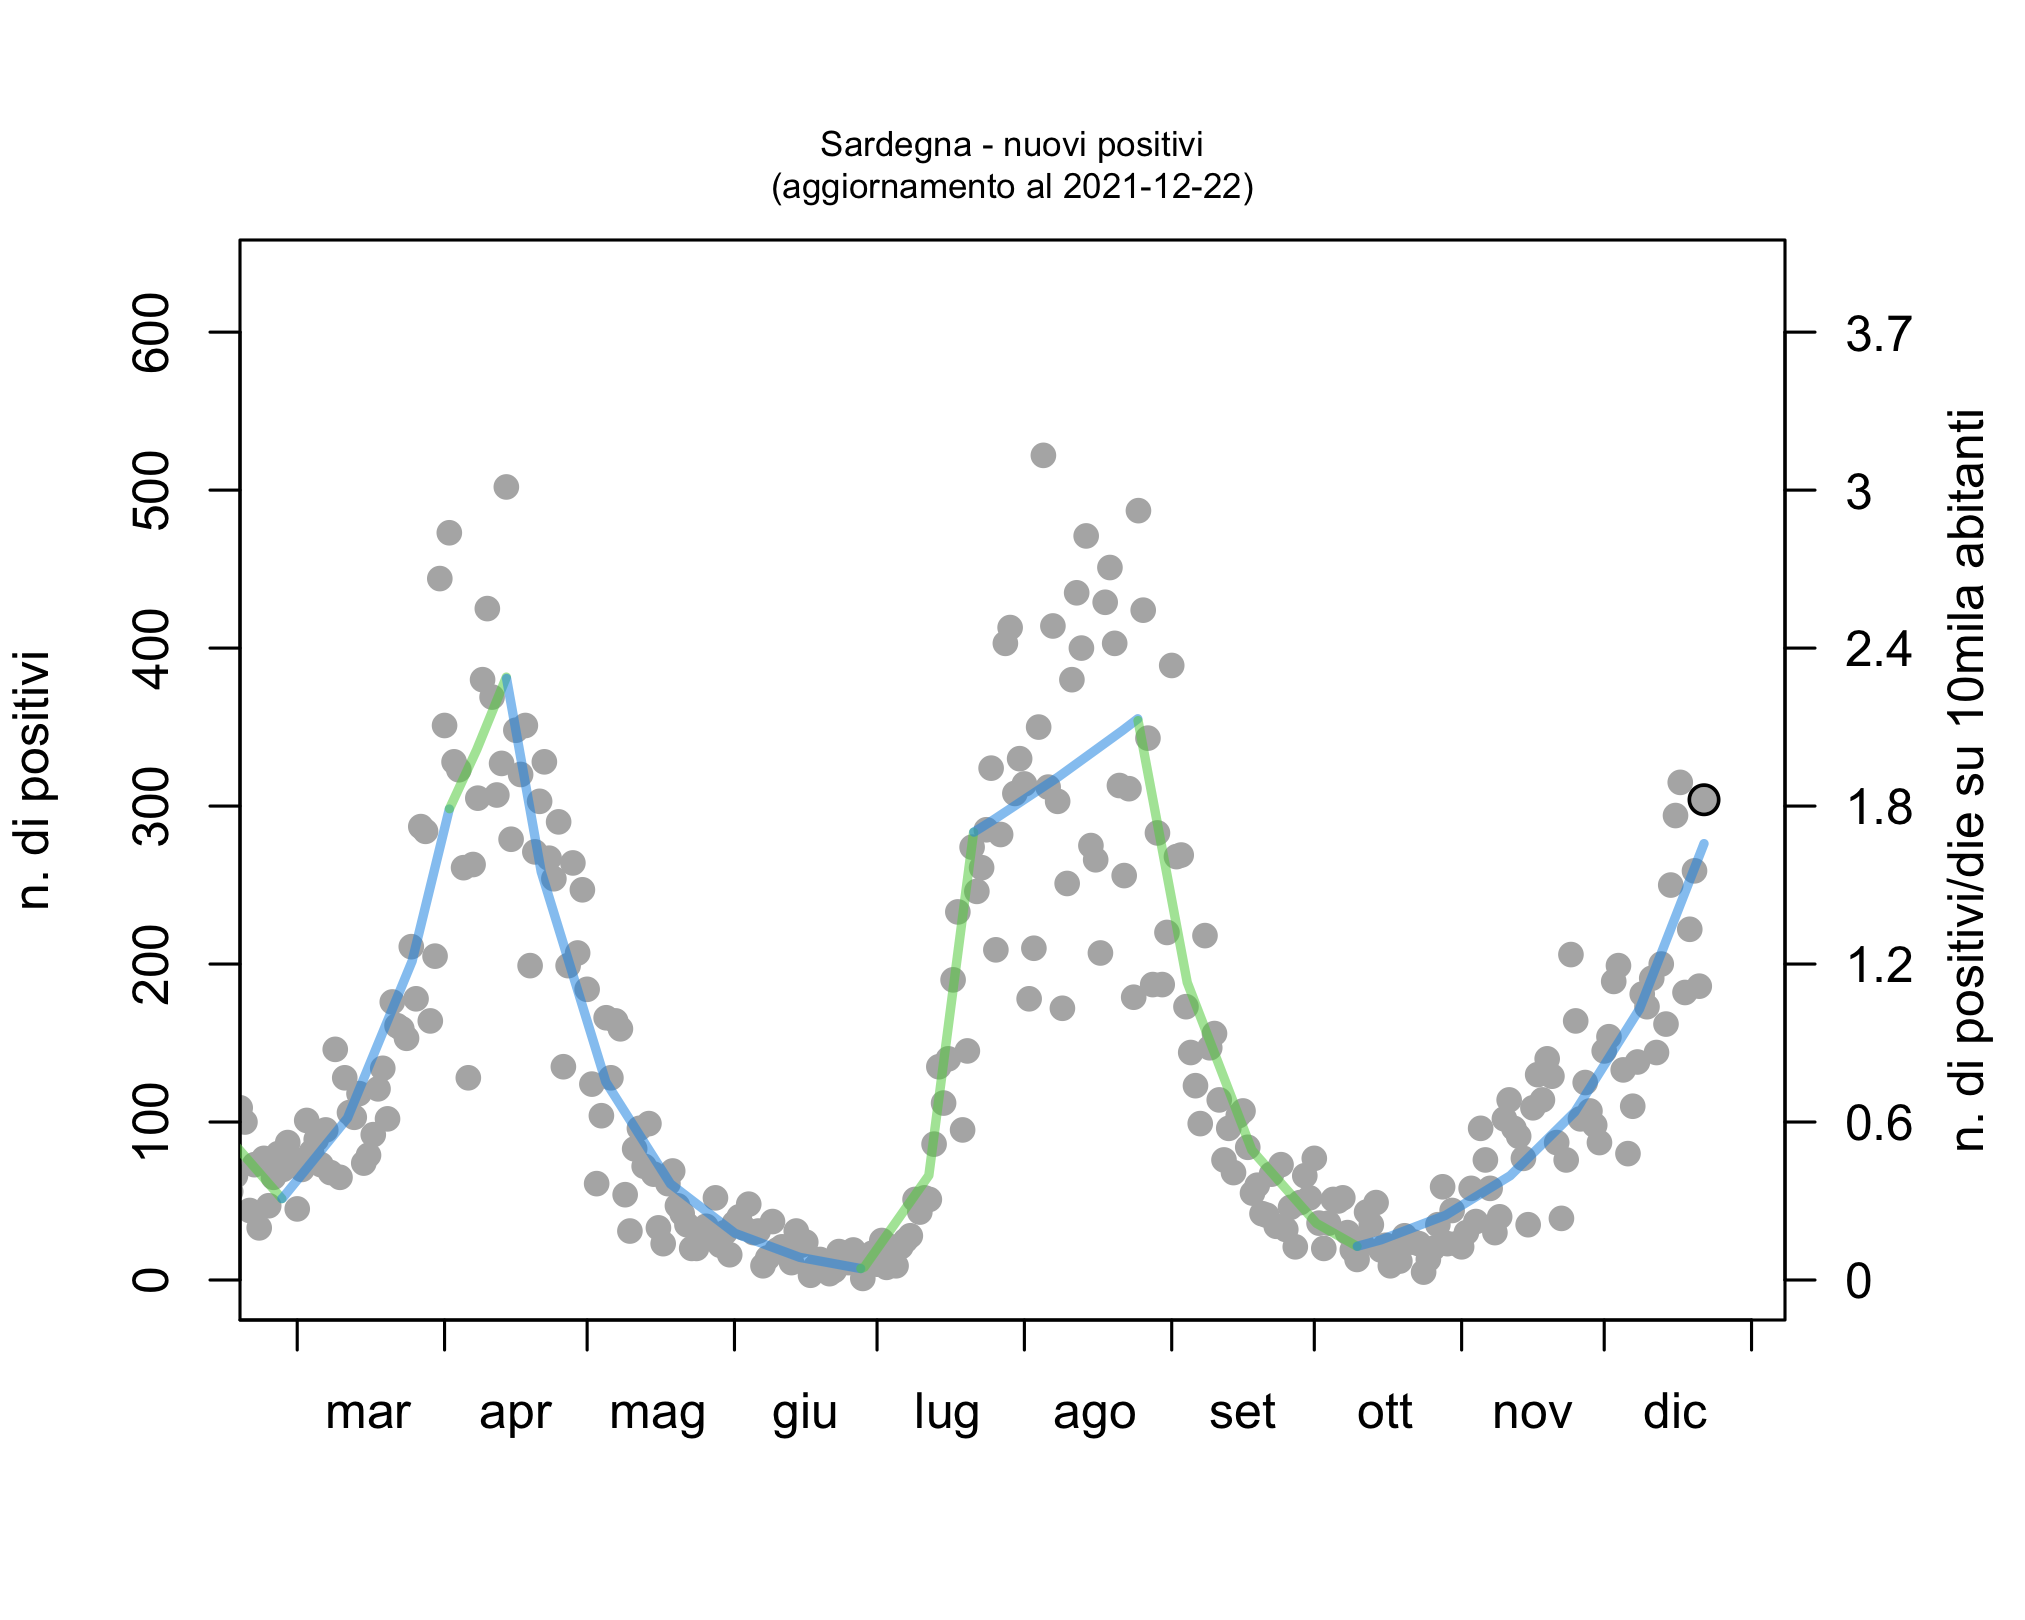 Sardegna - nuovi positivi
(aggiornamento al 2021-12-22)
n. di positivi
600
500
400
300
200
100
0
3.7
3
2.4
1.8
1.2
0.6
0
n. di positivi/die su 10mila abitanti
mar apr mag giu lug ago set ott nov dic